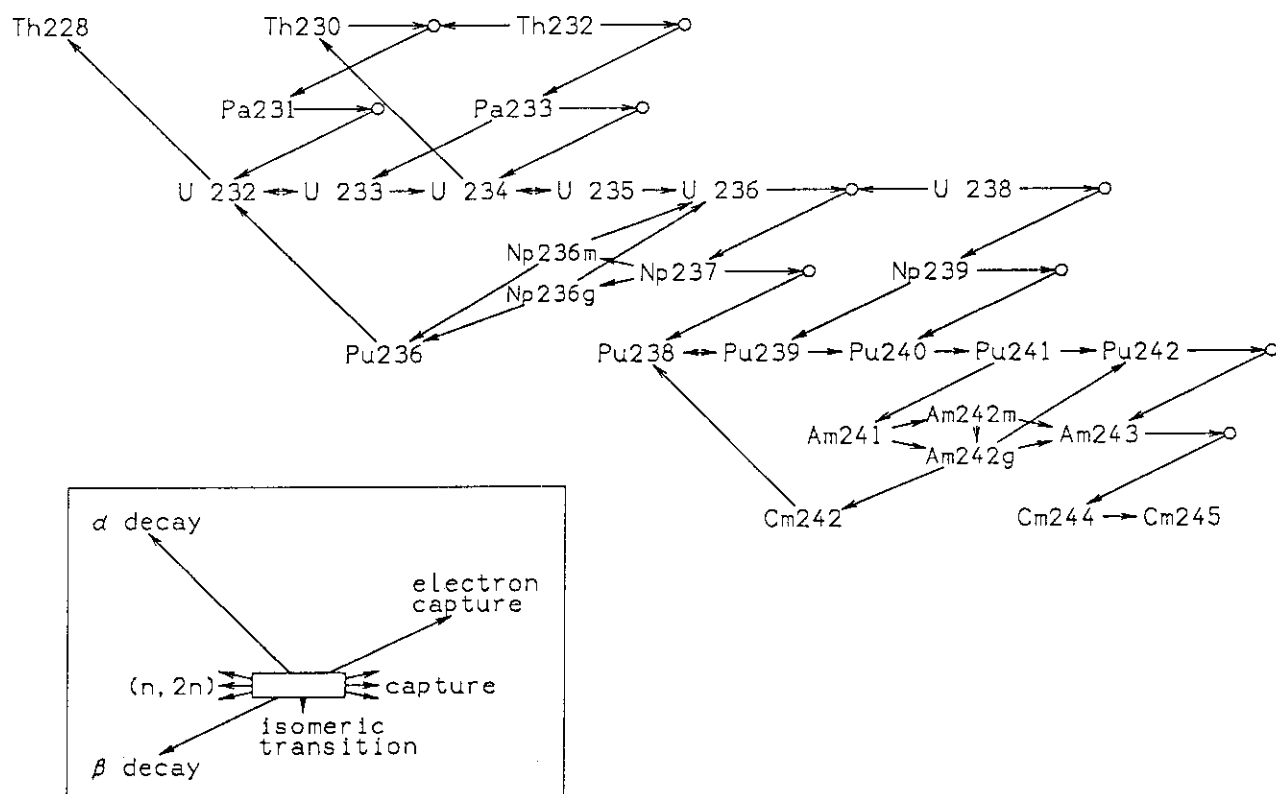 Th228 Th230 Th232
Pa231 Pa233
U 232 U 233 U 234 U 235 U 236 U 238
Np236m
Np237 Np239
Np236g
Pu236 Pu238 Pu239 Pu240 Pu241 Pu242
Am242m
Am241 Am243
Am242g
Cm242 Cm244 Cm245
α decay
electron
capture
(n,2n) capture
isomeric
transition
β decay